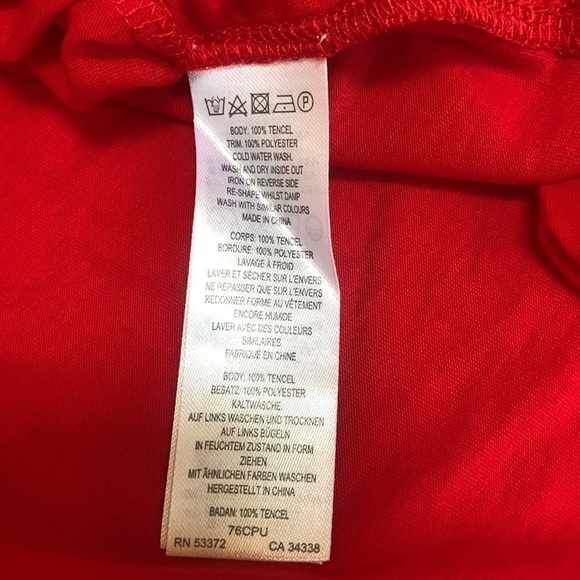 BODY: 100% TENCEL
TRIM: 100% POLYESTER
COLD WATER WASH.
WASH AND DRY INSIDE OUT
IRON ON REVERSE SIDE
RE-SHAPE WHILST DAMP
WASH WITH SIMILAR COLOURS
MADE IN CHINA
CORPS: 100% TENCEL
BORDURE: 100% POLYESTER
LAVAGE À FROID
LAVER ET SÉCHER SUR L'ENVERS
NE REPASSER QUE SUR L'ENVERS
REDONNER FORME AU VÊTEMENT
ENCORE HUMIDE
LAVER AVEC DES COULEURS
SIMILAIRES.
FABRIQUÉ EN CHINE
BODY: 100% TENCEL
BESATZ: 100% POLYESTER
KALTWÄSCHE.
AUF LINKS WASCHEN UND TROCKNEN
AUF LINKS BÜGELN
IN FEUCHTEM ZUSTAND IN FORM
ZIEHEN
MIT ÄHNLICHEN FARBEN WASCHEN
HERGESTELLT IN CHINA
BADAN: 100% TENCEL
76CPU
RN 53372 CA 34338